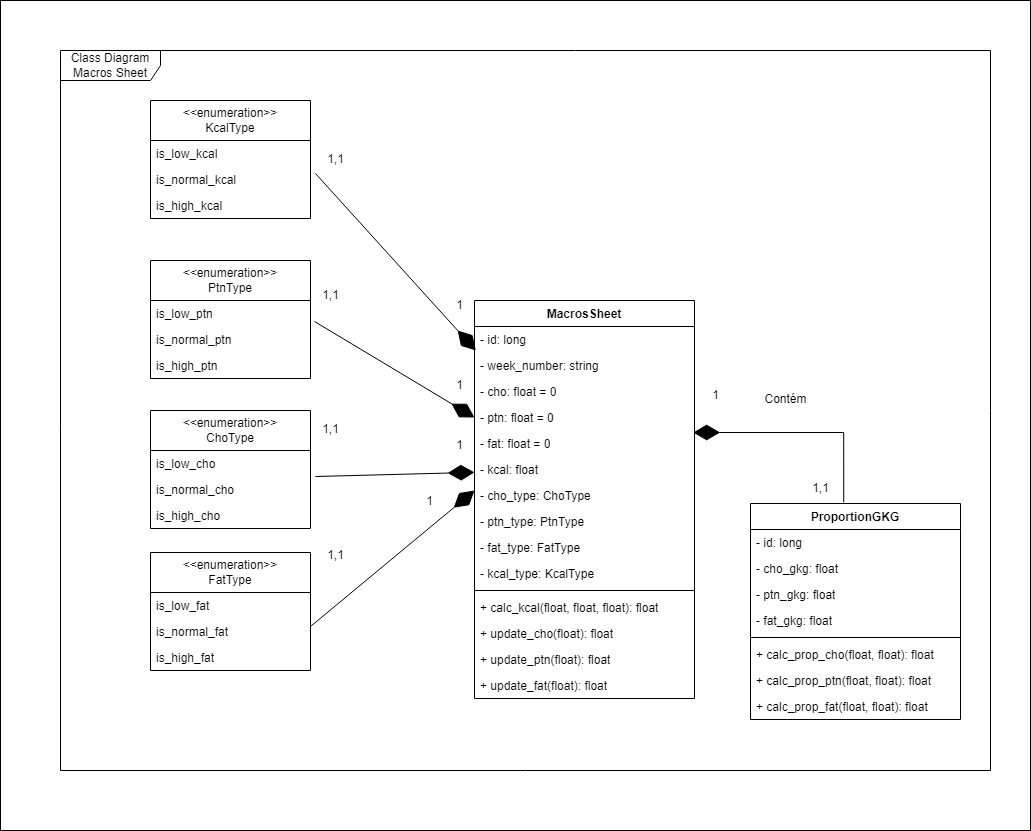 Class Diagram
Macros Sheet
<<enumeration>>
KcalType
is_low_kcal
is_normal_kcal
is_high_kcal
1,1
<<enumeration>>
PtnType
is_low_ptn
is_normal_ptn
is_high_ptn
1,1
<<enumeration>>
ChoType
is_low_cho
is_normal_cho
is_high_cho
1,1
<<enumeration>>
FatType
is_low_fat
is_normal_fat
is_high_fat
1,1
1
1
1
1
MacrosSheet
- id: long
- week_number: string
- cho: float = 0
- ptn: float = 0
- fat: float = 0
- kcal: float
- cho_type: ChoType
- ptn_type: PtnType
- fat_type: FatType
- kcal_type: KcalType
+ calc_kcal(float, float, float): float
+ update_cho(float): float
+ update_ptn(float): float
+ update_fat(float): float
1
Contém
1,1
ProportionGKG
- id: long
- cho_gkg: float
- ptn_gkg: float
- fat_gkg: float
+ calc_prop_cho(float, float): float
+ calc_prop_ptn(float, float): float
+ calc_prop_fat(float, float): float